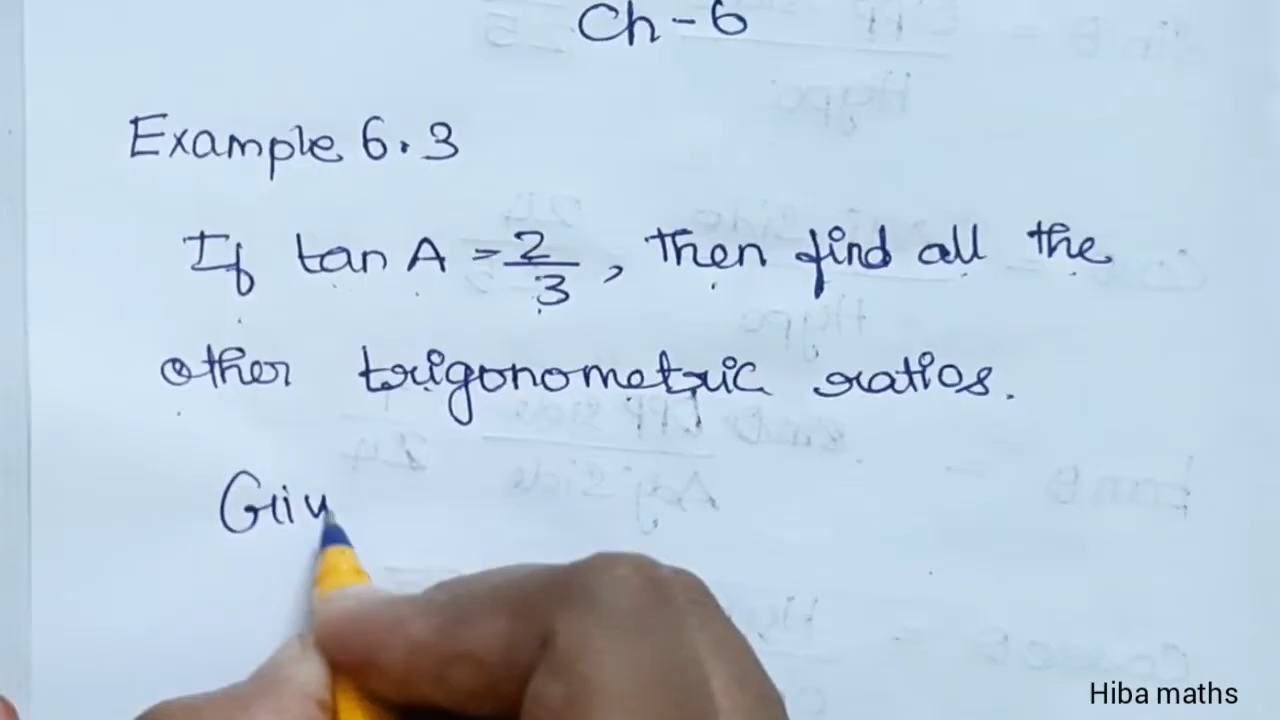 Ch - 6
Example 6.3
If tan A = 2/3, then find all the
other trigonometric ratios.
Giv
Hiba maths